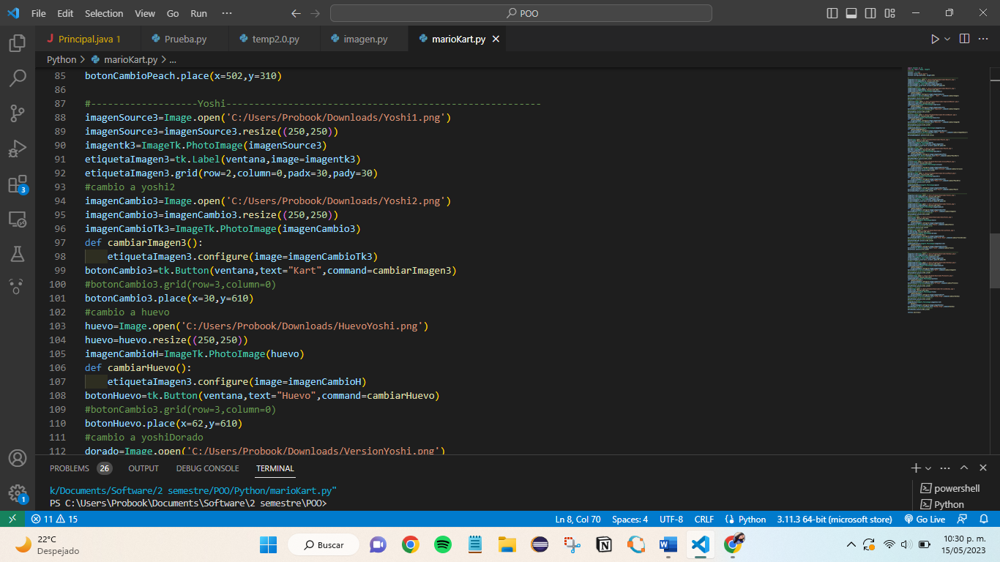 File Edit Selection View Go Run ··· POO
Principal.java 1 Prueba.py temp2.0.py imagen.py marioKart.py
Python > marioKart.py > ...
85 botonCambioPeach.place(x=502,y=310)
86
87 #-------------------Yoshi--------------------------------------------------------
88 imagenSource3=Image.open('C:/Users/Probook/Downloads/Yoshi1.png')
89 imagenSource3=imagenSource3.resize((250,250))
90 imagentk3=ImageTk.PhotoImage(imagenSource3)
91 etiquetaImagen3=tk.Label(ventana,image=imagentk3)
92 etiquetaImagen3.grid(row=2,column=0,padx=30,pady=30)
93 #cambio a yoshi2
94 imagenCambio3=Image.open('C:/Users/Probook/Downloads/Yoshi2.png')
95 imagenCambio3=imagenCambio3.resize((250,250))
96 imagenCambioTk3=ImageTk.PhotoImage(imagenCambio3)
97 def cambiarImagen3():
98     etiquetaImagen3.configure(image=imagenCambioTk3)
99 botonCambio3=tk.Button(ventana,text="Kart",command=cambiarImagen3)
100 #botonCambio3.grid(row=3,column=0)
101 botonCambio3.place(x=30,y=610)
102 #cambio a huevo
103 huevo=Image.open('C:/Users/Probook/Downloads/HuevoYoshi.png')
104 huevo=huevo.resize((250,250))
105 imagenCambioH=ImageTk.PhotoImage(huevo)
106 def cambiarHuevo():
107     etiquetaImagen3.configure(image=imagenCambioH)
108 botonHuevo=tk.Button(ventana,text="Huevo",command=cambiarHuevo)
109 #botonCambio3.grid(row=3,column=0)
110 botonHuevo.place(x=62,y=610)
111 #cambio a yoshiDorado
112 dorado=Image.open('C:/Users/Probook/Downloads/VersionYoshi.png')
PROBLEMS 26 OUTPUT DEBUG CONSOLE TERMINAL
k/Documents/Software/2 semestre/POO/Python/marioKart.py"
PS C:\Users\Probook\Documents\Software\2 semestre\POO>
powershell
Python
3
1
11 15 Ln 8, Col 70 Spaces: 4 UTF-8 CRLF Python 3.11.3 64-bit (microsoft store) Go Live
22°C
Despejado
Buscar
10:30 p. m.
15/05/2023